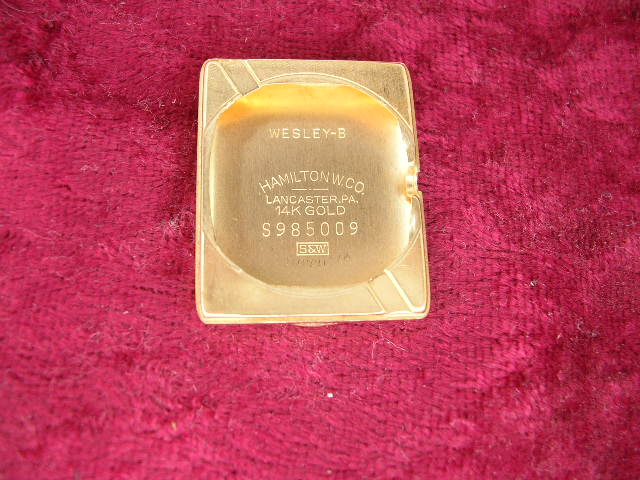 WESLEY-B
HAMILTON W. CO.
LANCASTER, PA.
14K GOLD
S985009
S&W